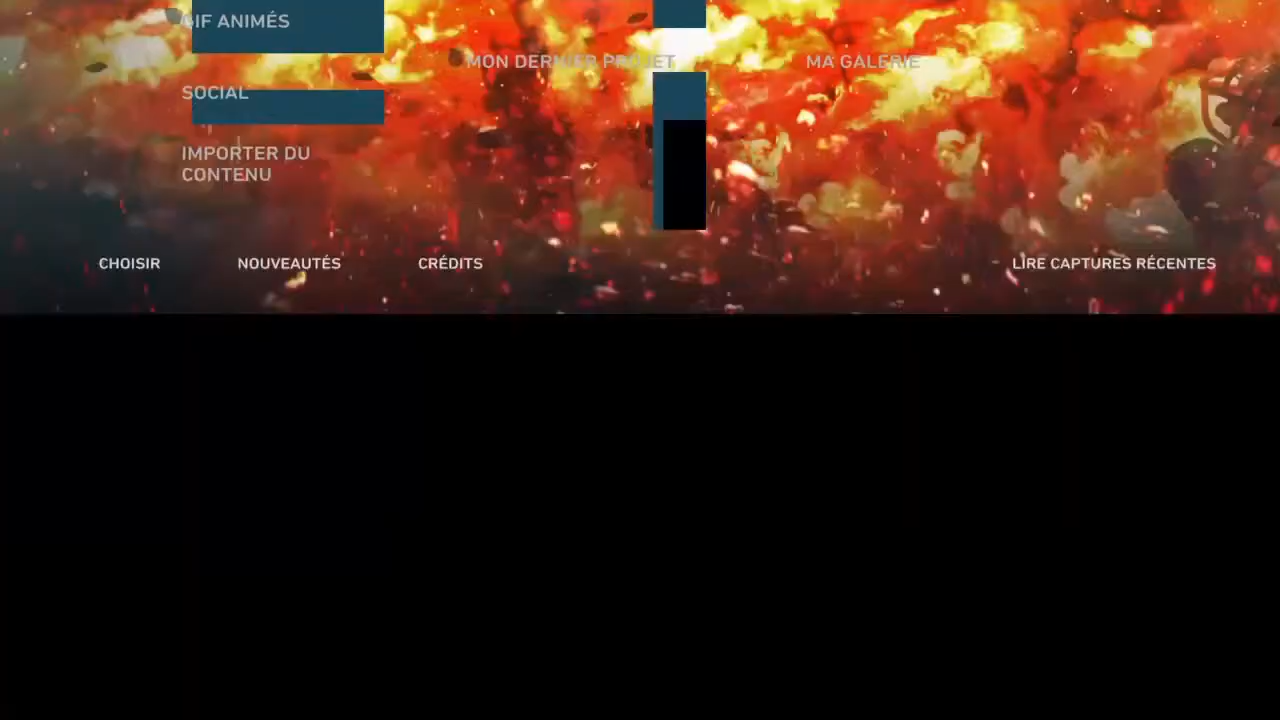 GIF ANIMÉS
MON DERNIER PROJET
MA GALERIE
SOCIAL
IMPORTER DU
CONTENU
CHOISIR
NOUVEAUTÉS
CRÉDITS
LIRE CAPTURES RÉCENTES